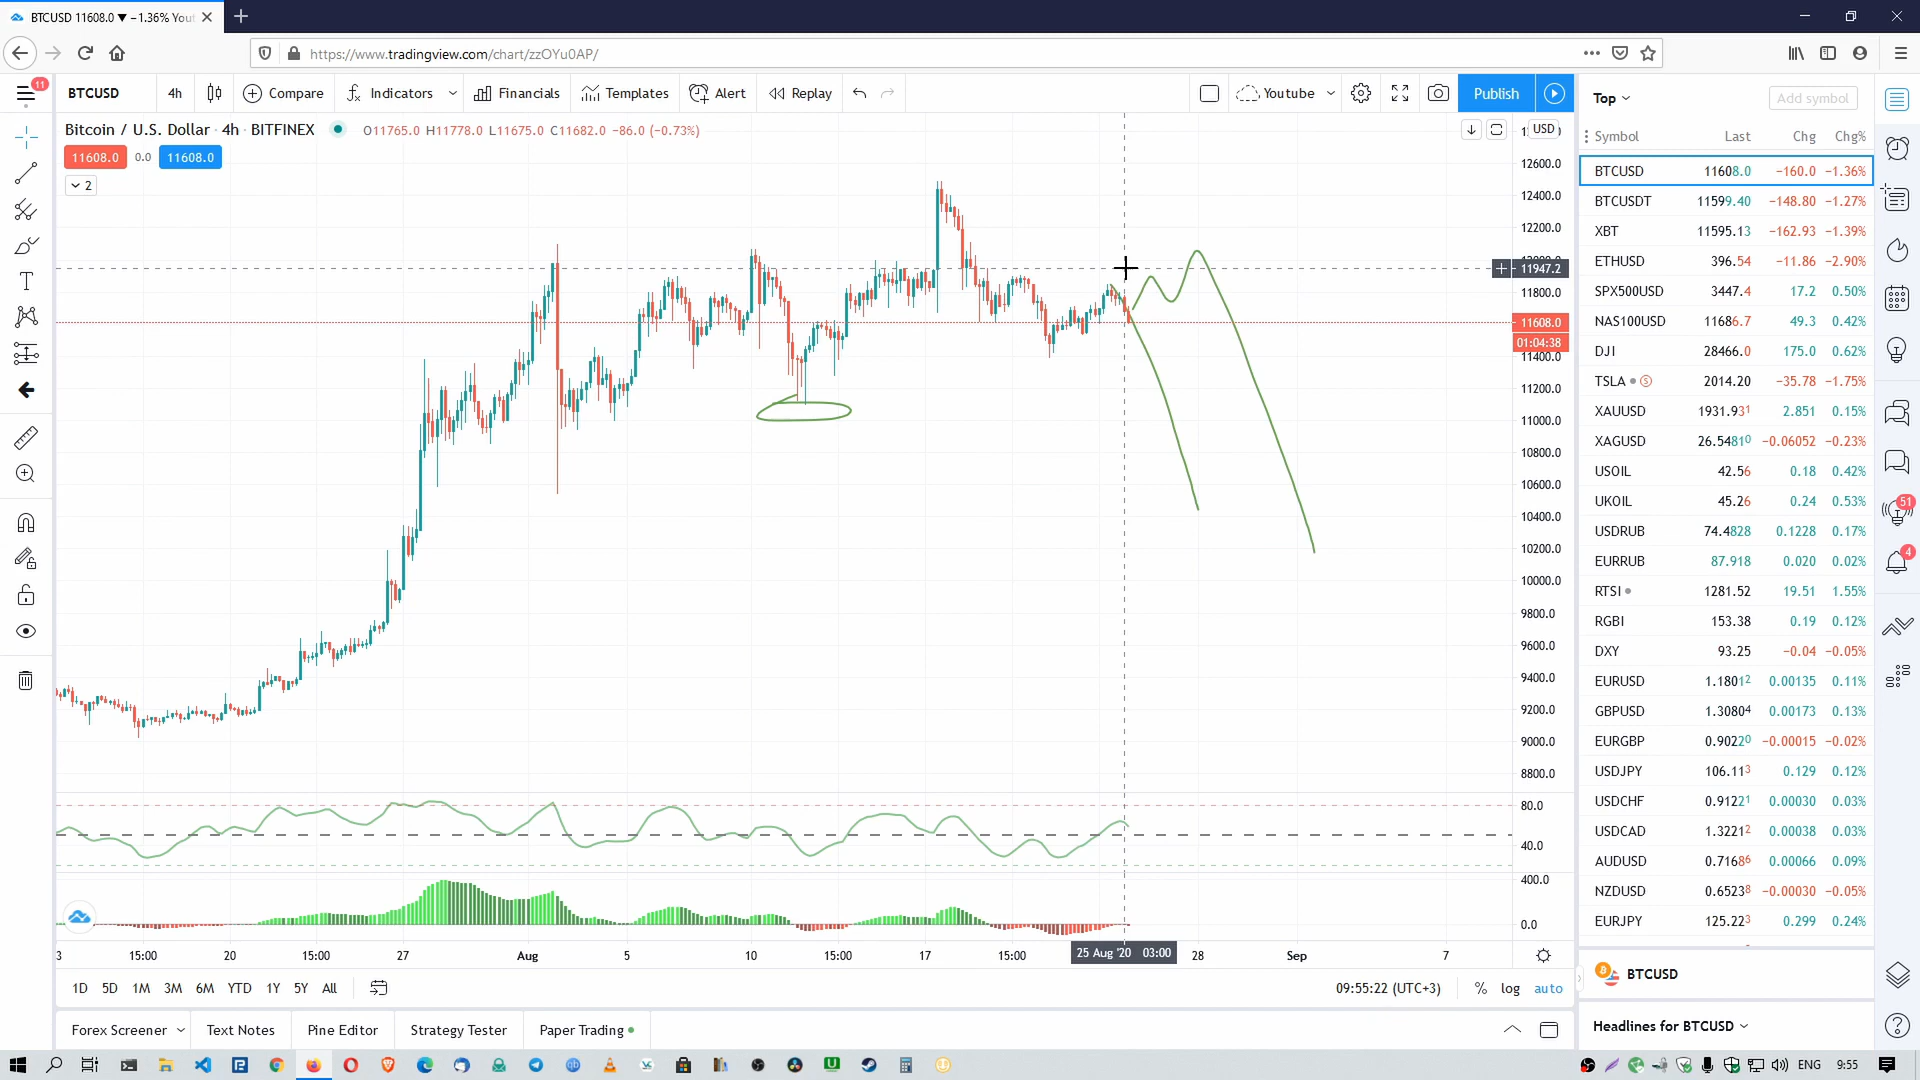 BTCUSD 11608.0 ▼ −1.36% Yout
https://www.tradingview.com/chart/zzOYu0AP/
11
BTCUSD 4h Compare Indicators Financials Templates Alert Replay Youtube Publish
Bitcoin / U.S. Dollar · 4h · BITFINEX O11765.0 H11778.0 L11675.0 C11682.0 −86.0 (−0.73%)
11608.0 0.0 11608.0
2
USD
12600.0
12400.0
12200.0
11947.2
11800.0
11608.0
01:04:38
11400.0
11200.0
11000.0
10800.0
10600.0
10400.0
10200.0
10000.0
9800.0
9600.0
9400.0
9200.0
9000.0
8800.0
80.0
40.0
400.0
0.0
3 15:00 20 15:00 27 Aug 5 10 15:00 17 15:00 25 Aug '20 03:00 28 Sep 7
1D 5D 1M 3M 6M YTD 1Y 5Y All 09:55:22 (UTC+3) % log auto
Forex Screener Text Notes Pine Editor Strategy Tester Paper Trading
Top Add symbol
Symbol Last Chg Chg%
BTCUSD 11608.0 −160.0 −1.36%
BTCUSDT 11599.40 −148.80 −1.27%
XBT 11595.13 −162.93 −1.39%
ETHUSD 396.54 −11.86 −2.90%
SPX500USD 3447.4 17.2 0.50%
NAS100USD 11686.7 49.3 0.42%
DJI 28466.0 175.0 0.62%
TSLA S 2014.20 −35.78 −1.75%
XAUUSD 1931.931 2.851 0.15%
XAGUSD 26.54810 −0.06052 −0.23%
USOIL 42.56 0.18 0.42%
UKOIL 45.26 0.24 0.53%
USDRUB 74.4828 0.1228 0.17%
EURRUB 87.918 0.020 0.02%
RTSI 1281.52 19.51 1.55%
RGBI 153.38 0.19 0.12%
DXY 93.25 −0.04 −0.05%
EURUSD 1.18012 0.00135 0.11%
GBPUSD 1.30804 0.00173 0.13%
EURGBP 0.90220 −0.00015 −0.02%
USDJPY 106.113 0.129 0.12%
USDCHF 0.91221 0.00030 0.03%
USDCAD 1.32212 0.00038 0.03%
AUDUSD 0.71686 0.00066 0.09%
NZDUSD 0.65238 −0.00030 −0.05%
EURJPY 125.223 0.299 0.24%
BTCUSD
Headlines for BTCUSD
51
4
ENG 9:55